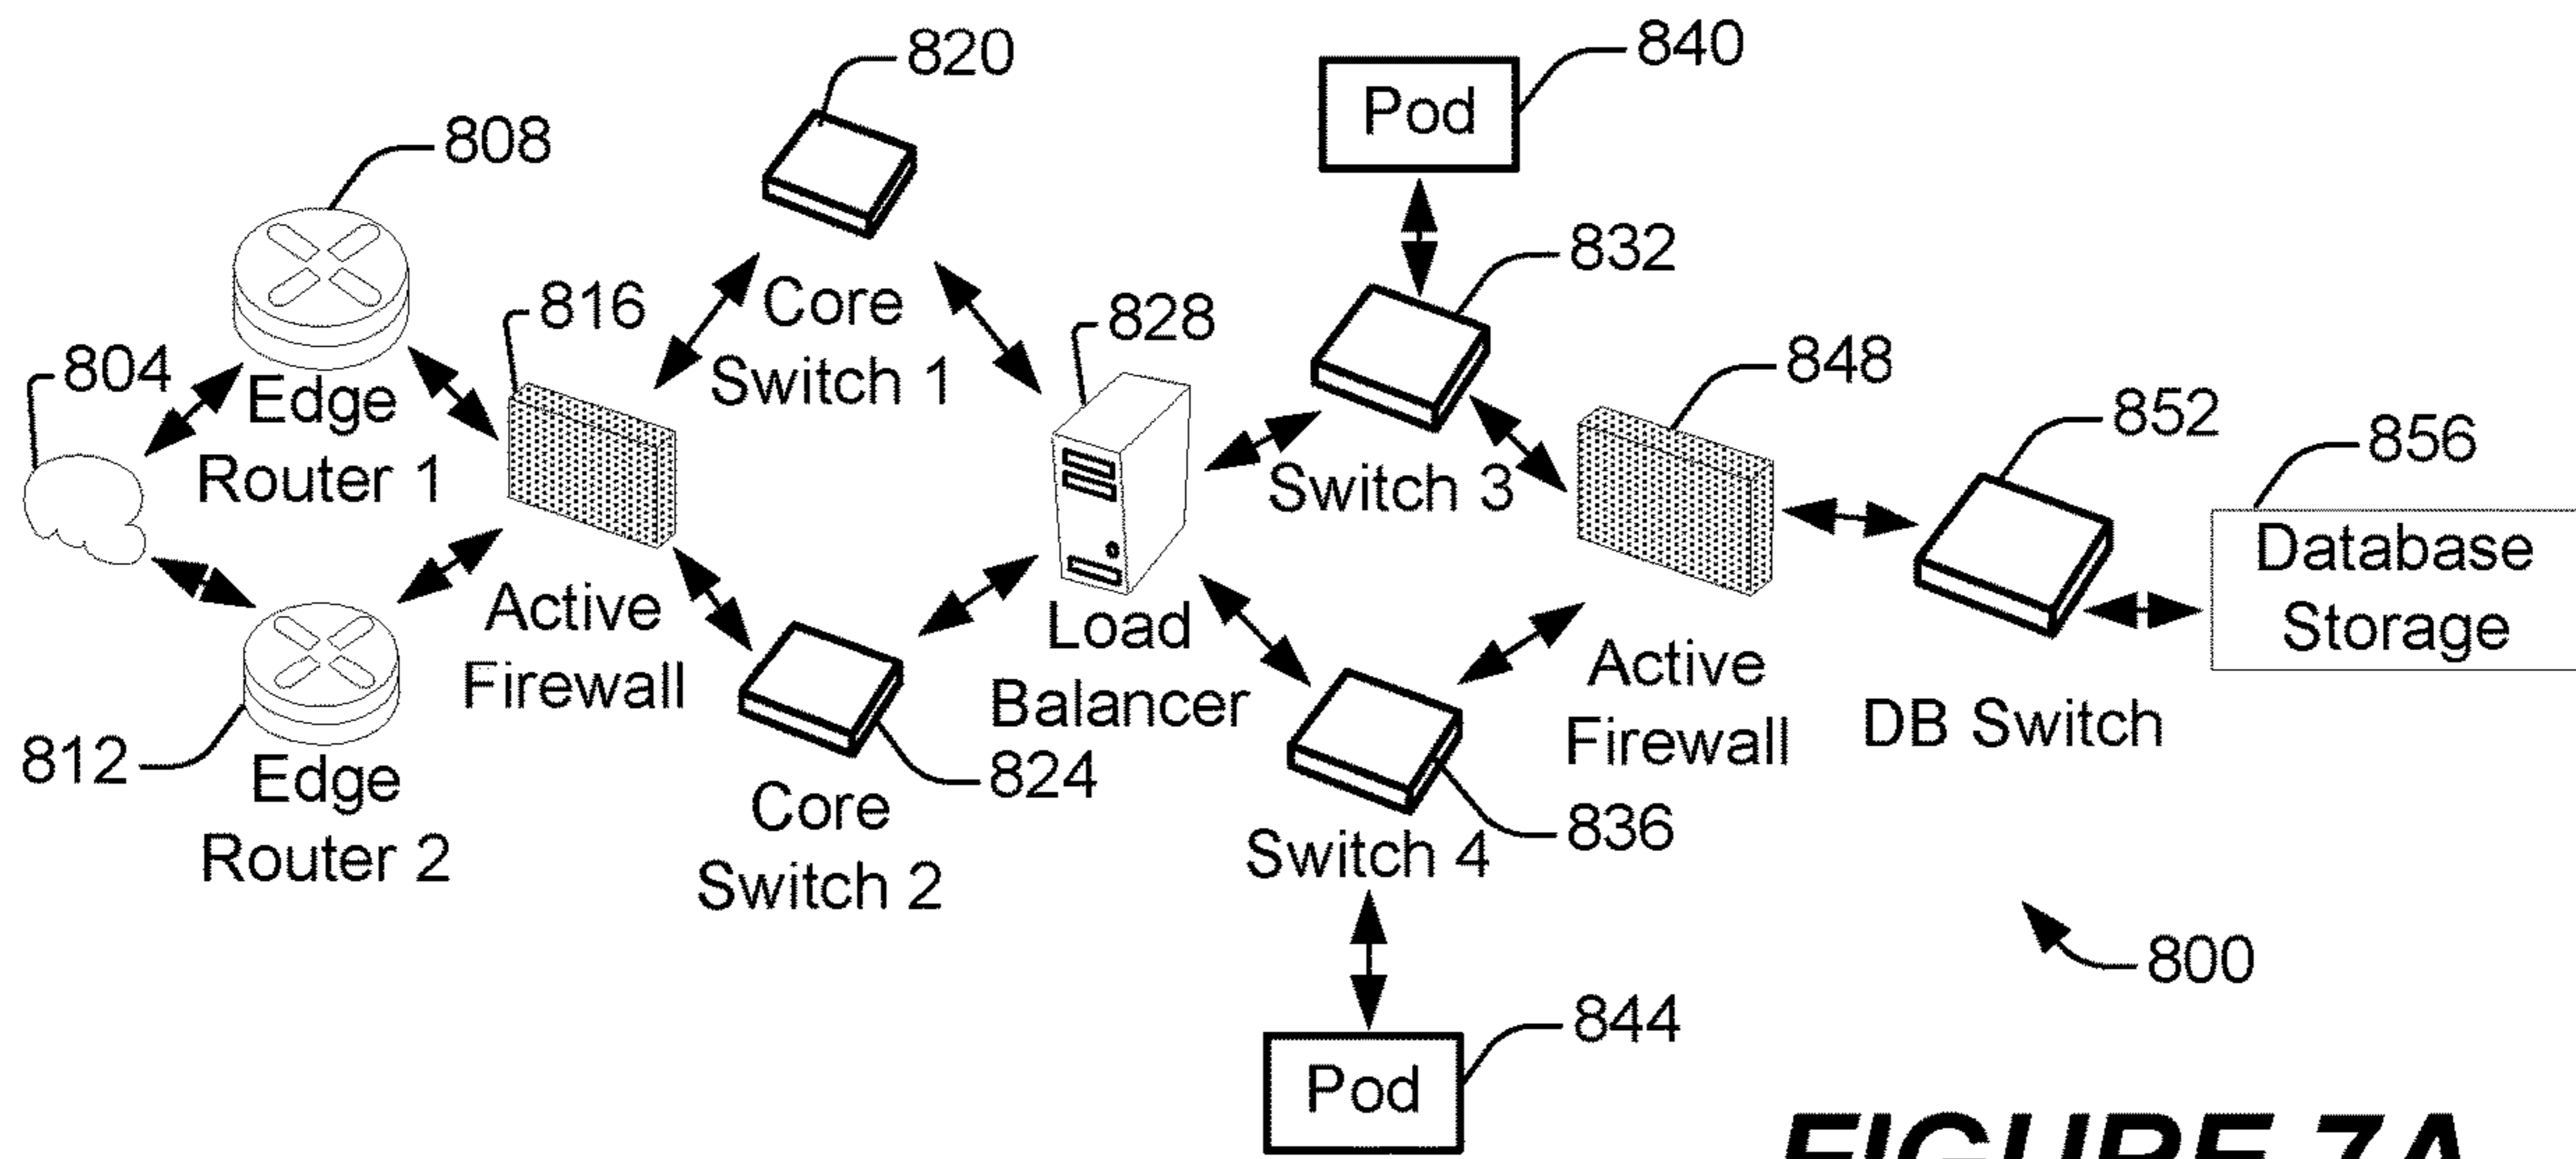 820
840
Pod
808
832
816
Core
Switch 1
828
848
804
Edge
Router 1
Switch 3
852
856
Database
Storage
Active
Firewall
Load
Balancer
Active
Firewall
DB Switch
812
Edge
Router 2
824
Core
Switch 2
836
Switch 4
800
844
Pod
FIGURE 7A